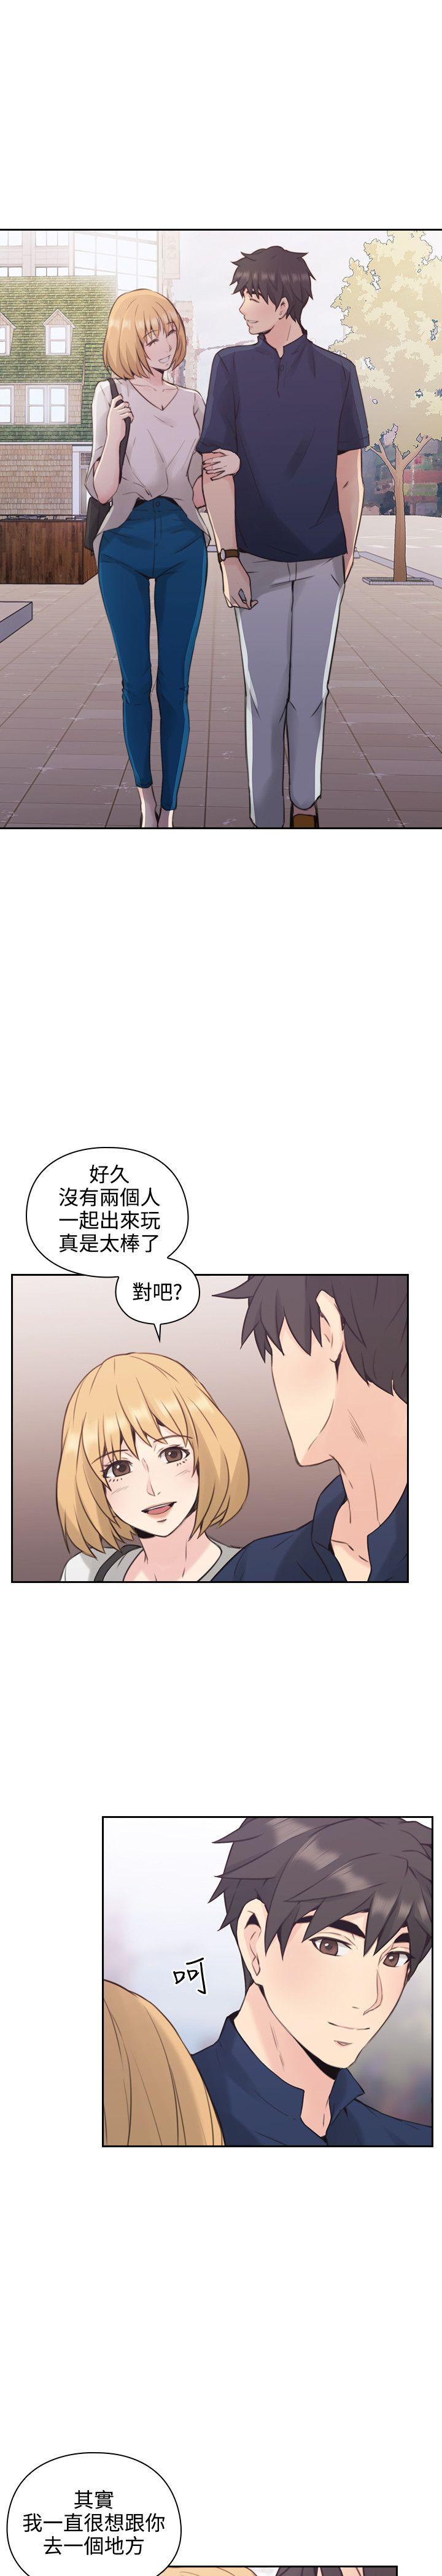 好久
沒有兩個人
一起出來玩
真是太棒了
對吧?
呵
其實
我一直很想跟你
去一個地方